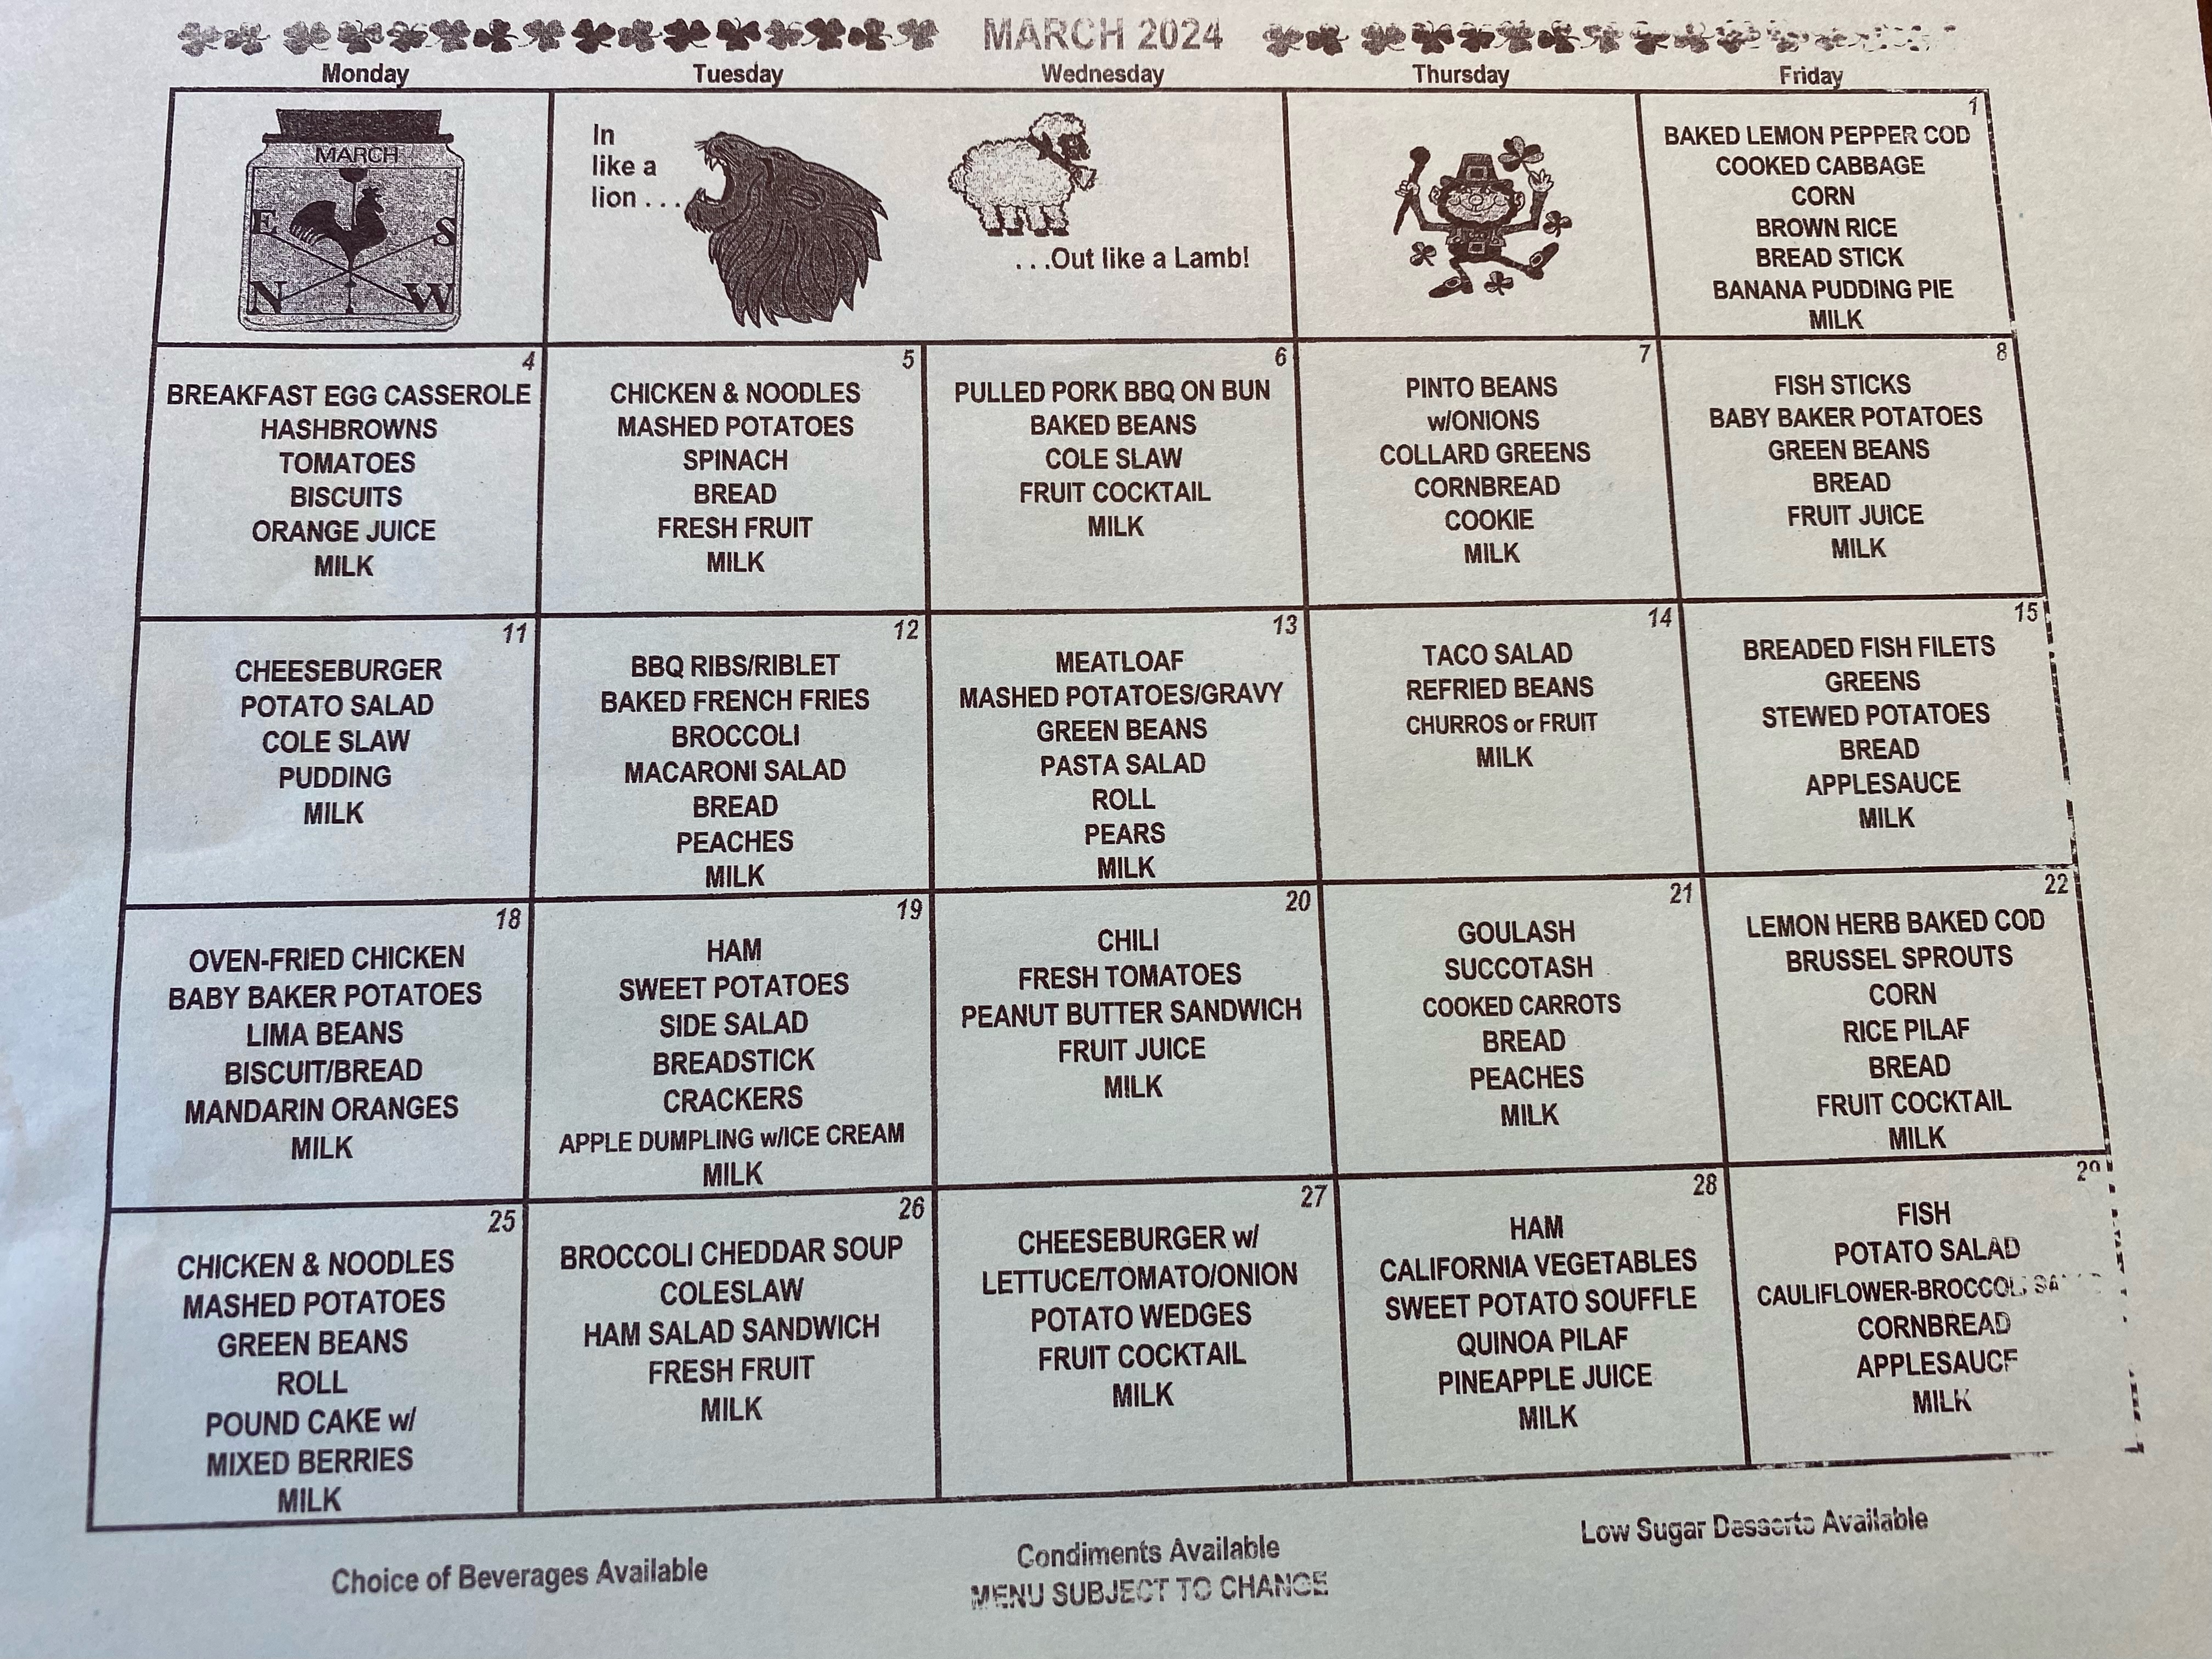 MARCH 2024
Monday Tuesday Wednesday Thursday Friday
MARCH
E S
N W
In
like a
lion . . .
. . .Out like a Lamb!
1
BAKED LEMON PEPPER COD
COOKED CABBAGE
CORN
BROWN RICE
BREAD STICK
BANANA PUDDING PIE
MILK
4
BREAKFAST EGG CASSEROLE
HASHBROWNS
TOMATOES
BISCUITS
ORANGE JUICE
MILK
5
CHICKEN & NOODLES
MASHED POTATOES
SPINACH
BREAD
FRESH FRUIT
MILK
6
PULLED PORK BBQ ON BUN
BAKED BEANS
COLE SLAW
FRUIT COCKTAIL
MILK
7
PINTO BEANS
w/ONIONS
COLLARD GREENS
CORNBREAD
COOKIE
MILK
8
FISH STICKS
BABY BAKER POTATOES
GREEN BEANS
BREAD
FRUIT JUICE
MILK
11
CHEESEBURGER
POTATO SALAD
COLE SLAW
PUDDING
MILK
12
BBQ RIBS/RIBLET
BAKED FRENCH FRIES
BROCCOLI
MACARONI SALAD
BREAD
PEACHES
MILK
13
MEATLOAF
MASHED POTATOES/GRAVY
GREEN BEANS
PASTA SALAD
ROLL
PEARS
MILK
14
TACO SALAD
REFRIED BEANS
CHURROS or FRUIT
MILK
15
BREADED FISH FILETS
GREENS
STEWED POTATOES
BREAD
APPLESAUCE
MILK
18
OVEN-FRIED CHICKEN
BABY BAKER POTATOES
LIMA BEANS
BISCUIT/BREAD
MANDARIN ORANGES
MILK
19
HAM
SWEET POTATOES
SIDE SALAD
BREADSTICK
CRACKERS
APPLE DUMPLING w/ICE CREAM
MILK
20
CHILI
FRESH TOMATOES
PEANUT BUTTER SANDWICH
FRUIT JUICE
MILK
21
GOULASH
SUCCOTASH
COOKED CARROTS
BREAD
PEACHES
MILK
22
LEMON HERB BAKED COD
BRUSSEL SPROUTS
CORN
RICE PILAF
BREAD
FRUIT COCKTAIL
MILK
25
CHICKEN & NOODLES
MASHED POTATOES
GREEN BEANS
ROLL
POUND CAKE w/
MIXED BERRIES
MILK
26
BROCCOLI CHEDDAR SOUP
COLESLAW
HAM SALAD SANDWICH
FRESH FRUIT
MILK
27
CHEESEBURGER w/
LETTUCE/TOMATO/ONION
POTATO WEDGES
FRUIT COCKTAIL
MILK
28
HAM
CALIFORNIA VEGETABLES
SWEET POTATO SOUFFLE
QUINOA PILAF
PINEAPPLE JUICE
MILK
29
FISH
POTATO SALAD
CAULIFLOWER-BROCCOLI
CORNBREAD
APPLESAUCE
MILK
Choice of Beverages Available
Condiments Available
MENU SUBJECT TO CHANGE
Low Sugar Desserts Available